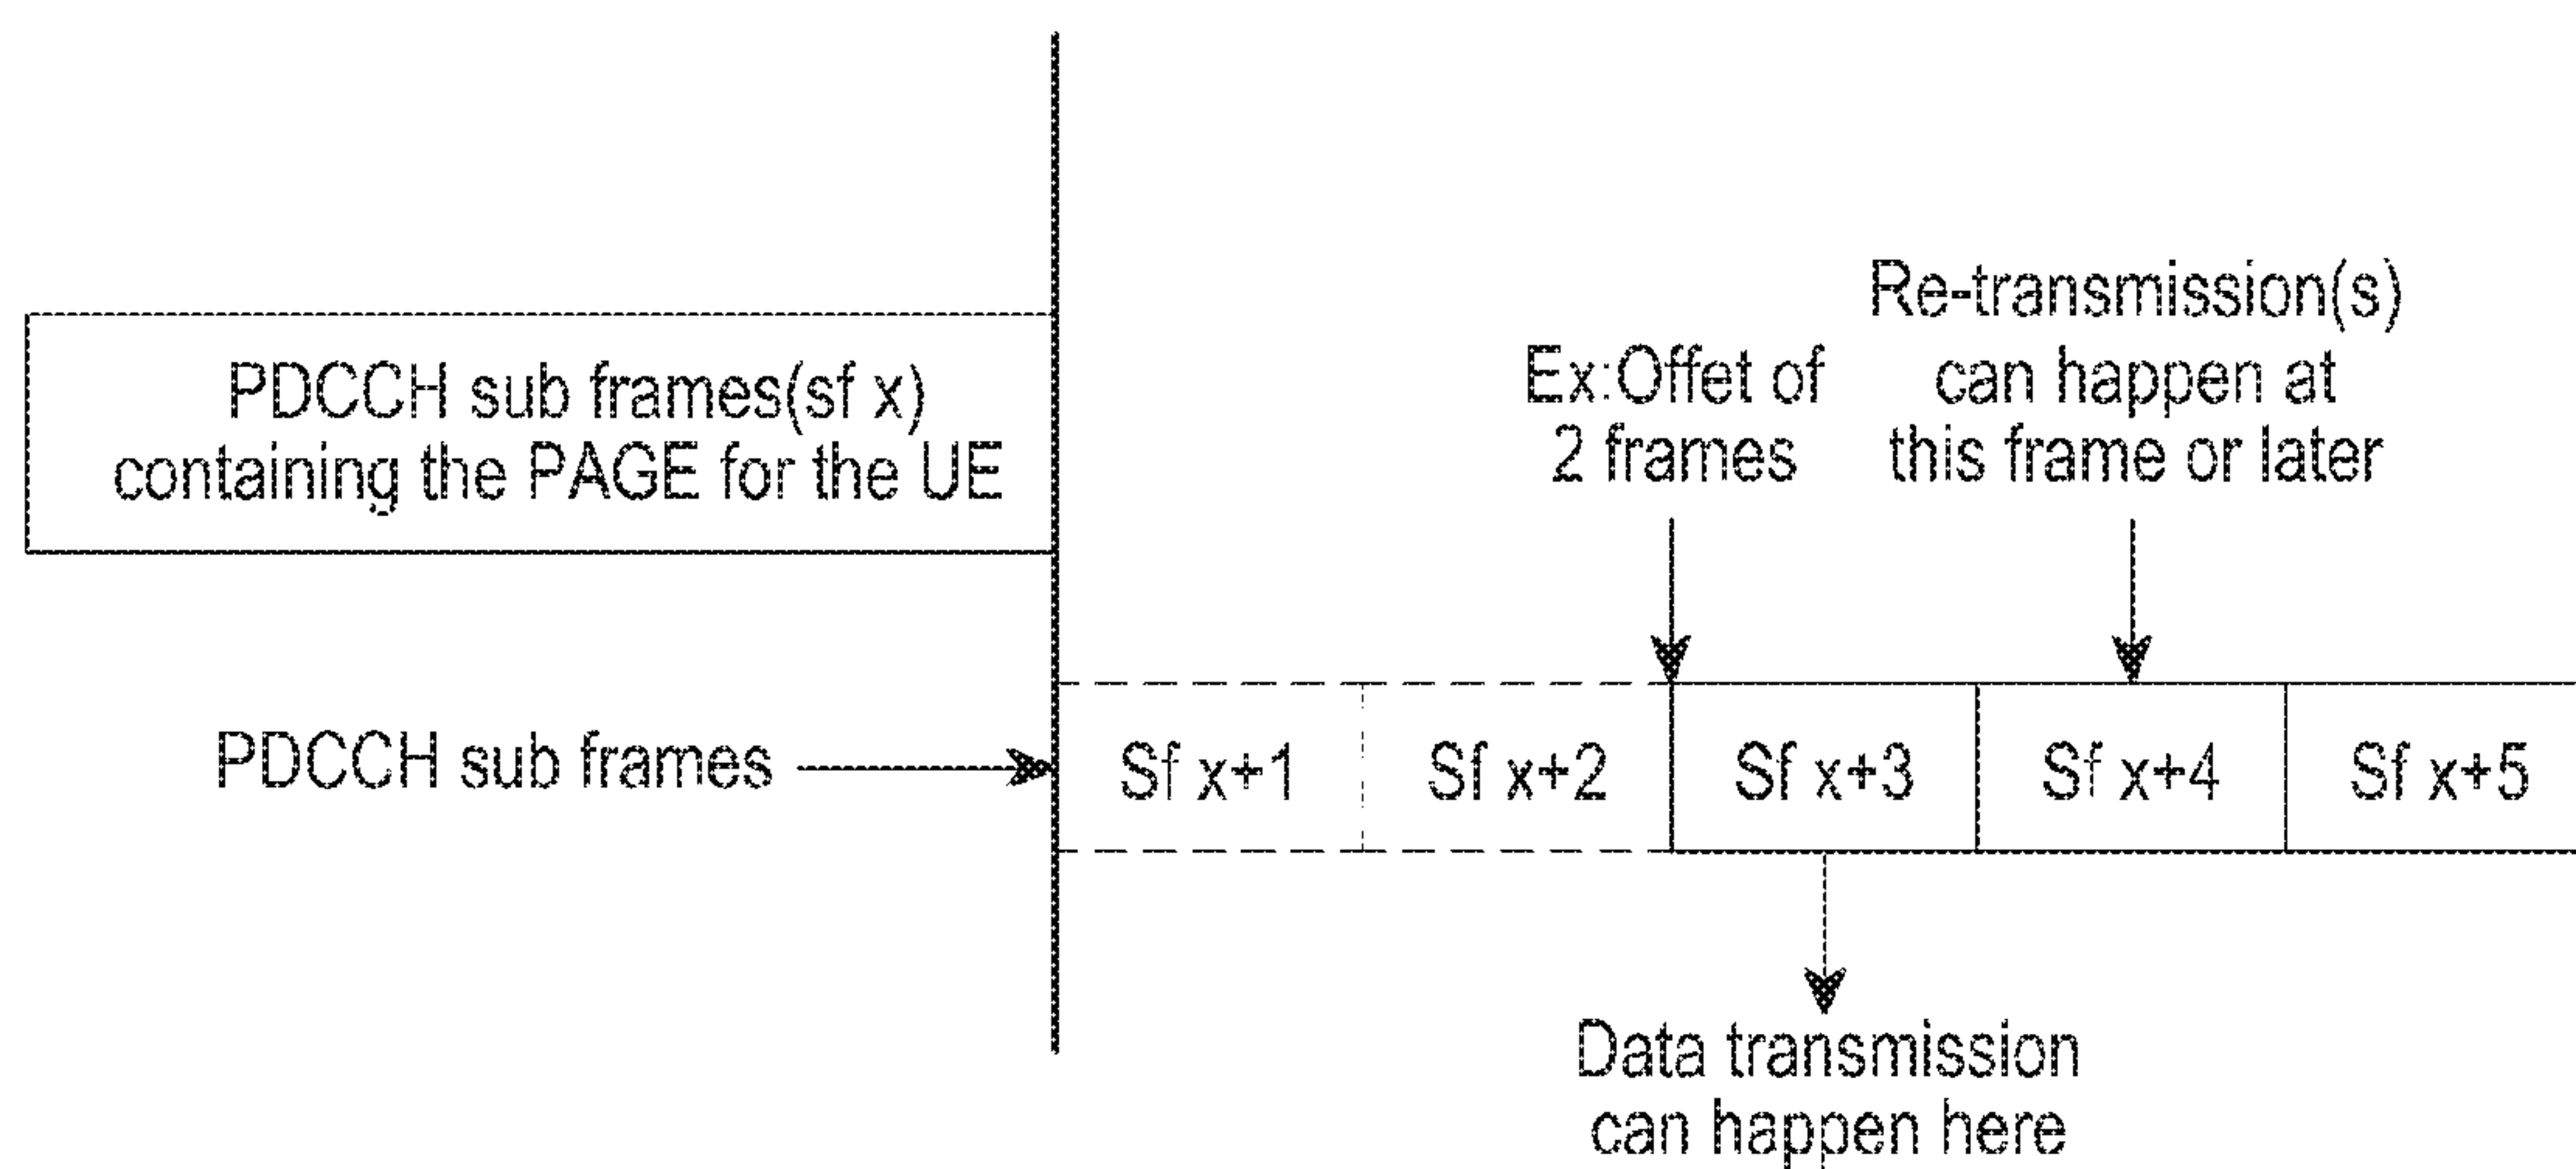 PDCCH sub frames(sf x)
containing the PAGE for the UE
Ex:Offet of
2 frames
Re-transmission(s)
can happen at
this frame or later
PDCCH sub frames
Sf x+1
Sf x+2
Sf x+3
Sf x+4
Sf x+5
Data transmission
can happen here